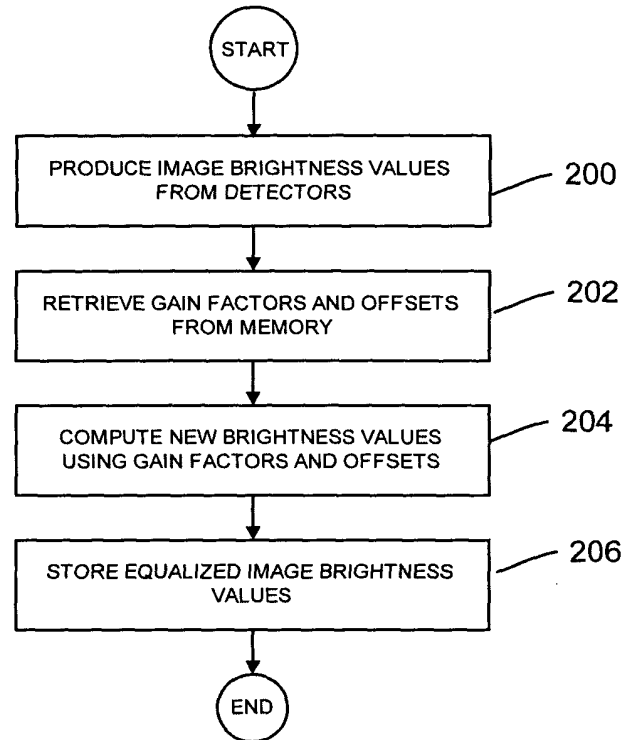 START
PRODUCE IMAGE BRIGHTNESS VALUES
FROM DETECTORS
200
RETRIEVE GAIN FACTORS AND OFFSETS
FROM MEMORY
202
COMPUTE NEW BRIGHTNESS VALUES
USING GAIN FACTORS AND OFFSETS
204
STORE EQUALIZED IMAGE BRIGHTNESS
VALUES
206
END